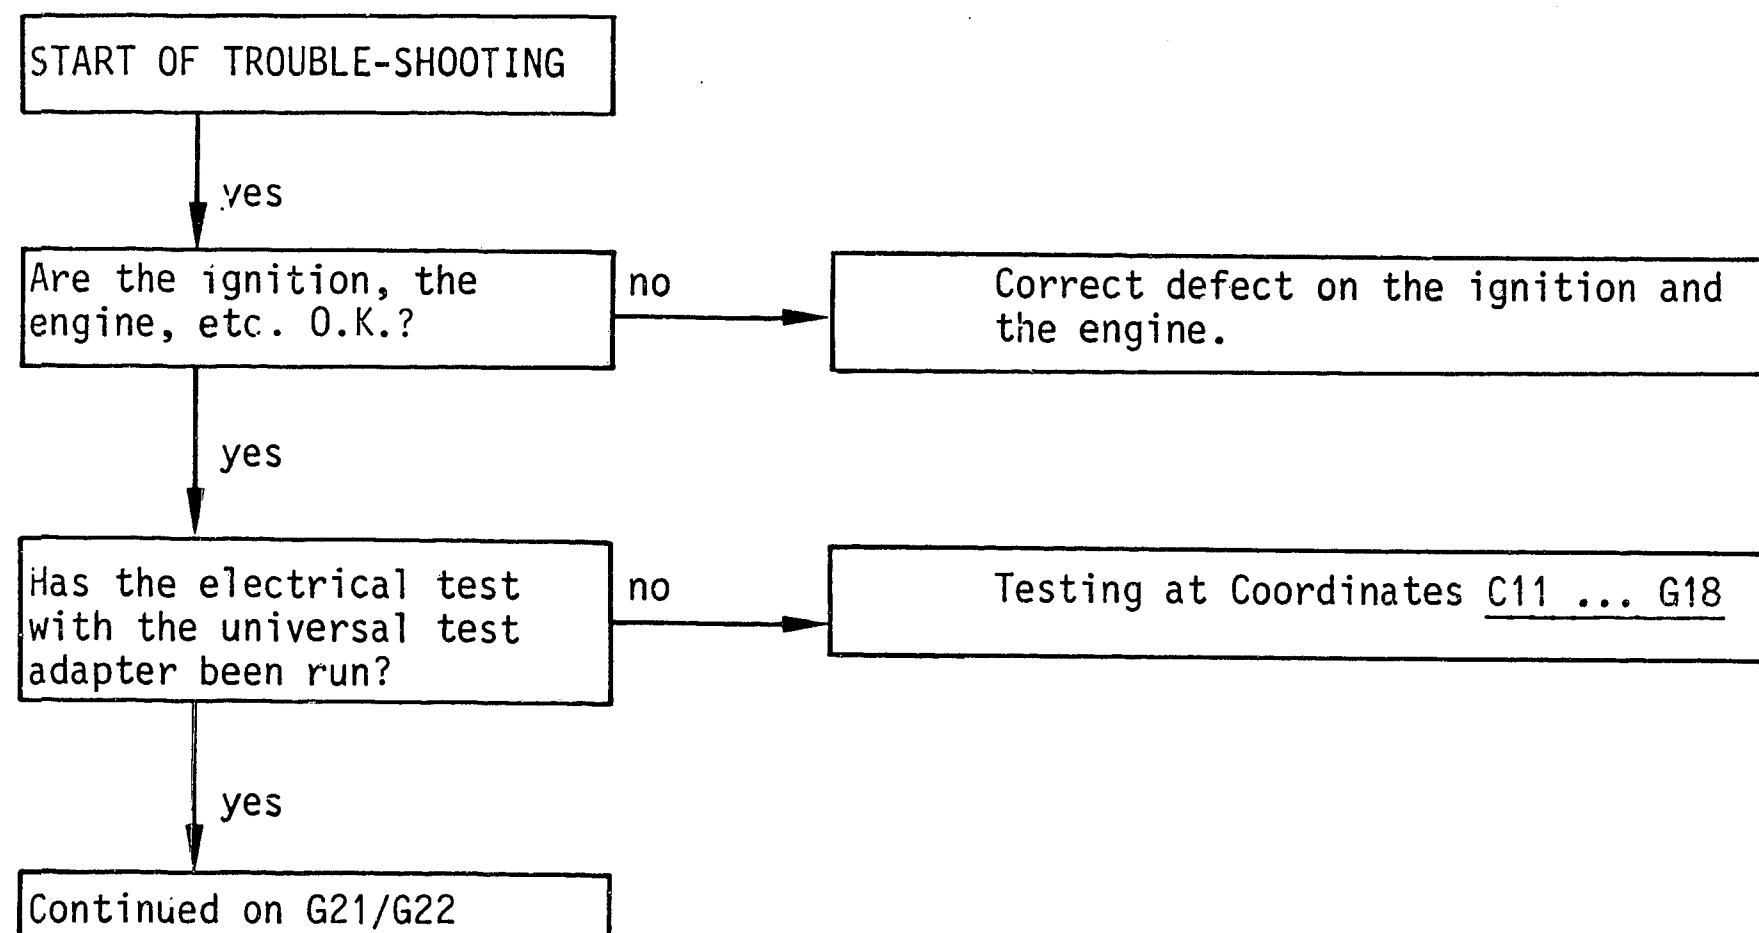 START OF TROUBLE-SHOOTING
yes
Are the ignition, the
engine, etc. O.K.?
no
Correct defect on the ignition and
the engine.
yes
Has the electrical test
with the universal test
adapter been run?
no
Testing at Coordinates C11 ... G18
yes
Continued on G21/G22